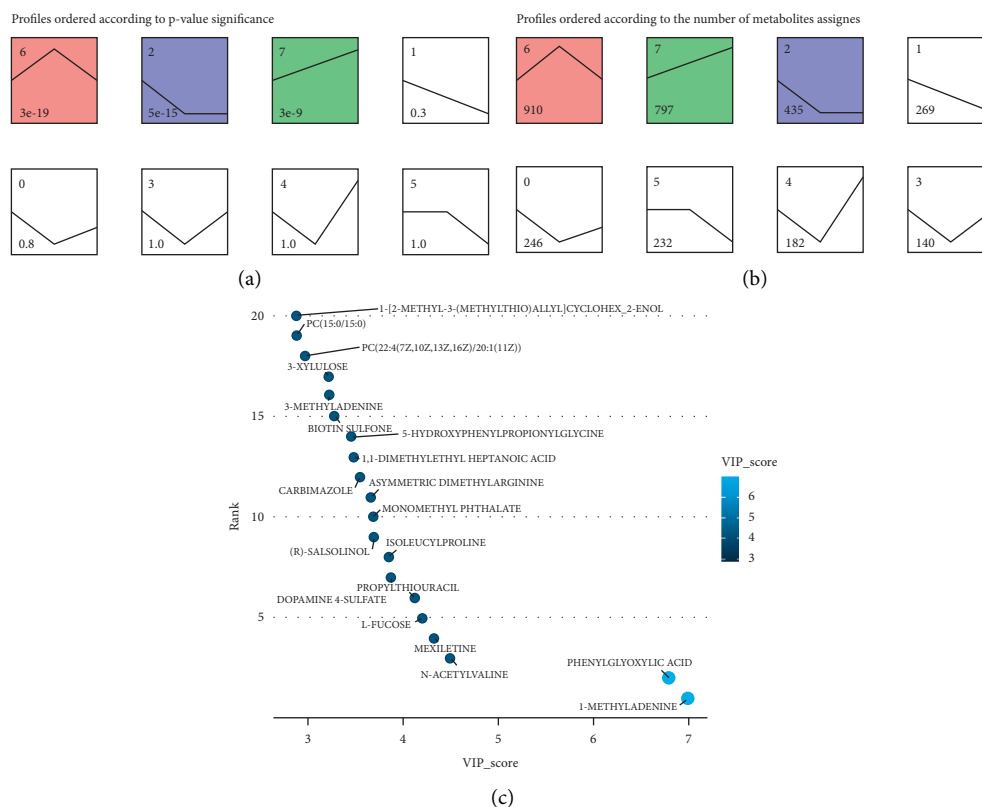 Profiles ordered according to p-value significance
6
3e-19
2
5e-15
7
3e-9
1
0.3
0
0.8
3
1.0
4
1.0
5
1.0
(a)
Profiles ordered according to the number of metabolites assignes
6
910
7
797
2
435
1
269
0
246
5
232
4
182
3
140
(b)
20
15
10
5
Rank
1-[2-METHYL-3-(METHYLTHIO)ALLYL]CYCLOHEX_2-ENOL
PC(15:0/15:0)
PC(22:4(7Z,10Z,13Z,16Z)/20:1(11Z))
3-XYLULOSE
3-METHYLADENINE
BIOTIN SULFONE
5-HYDROXYPHENYLPROPIONYLGLYCINE
1,1-DIMETHYLETHYL HEPTANOIC ACID
CARBIMAZOLE
ASYMMETRIC DIMETHYLARGININE
MONOMETHYL PHTHALATE
(R)-SALSOLINOL
ISOLEUCYLPROLINE
PROPYLTHIOURACIL
DOPAMINE 4-SULFATE
L-FUCOSE
MEXILETINE
N-ACETYLVALINE
PHENYLGLYOXYLIC ACID
1-METHYLADENINE
3 4 5 6 7
VIP_score
VIP_score
6
5
4
3
(c)